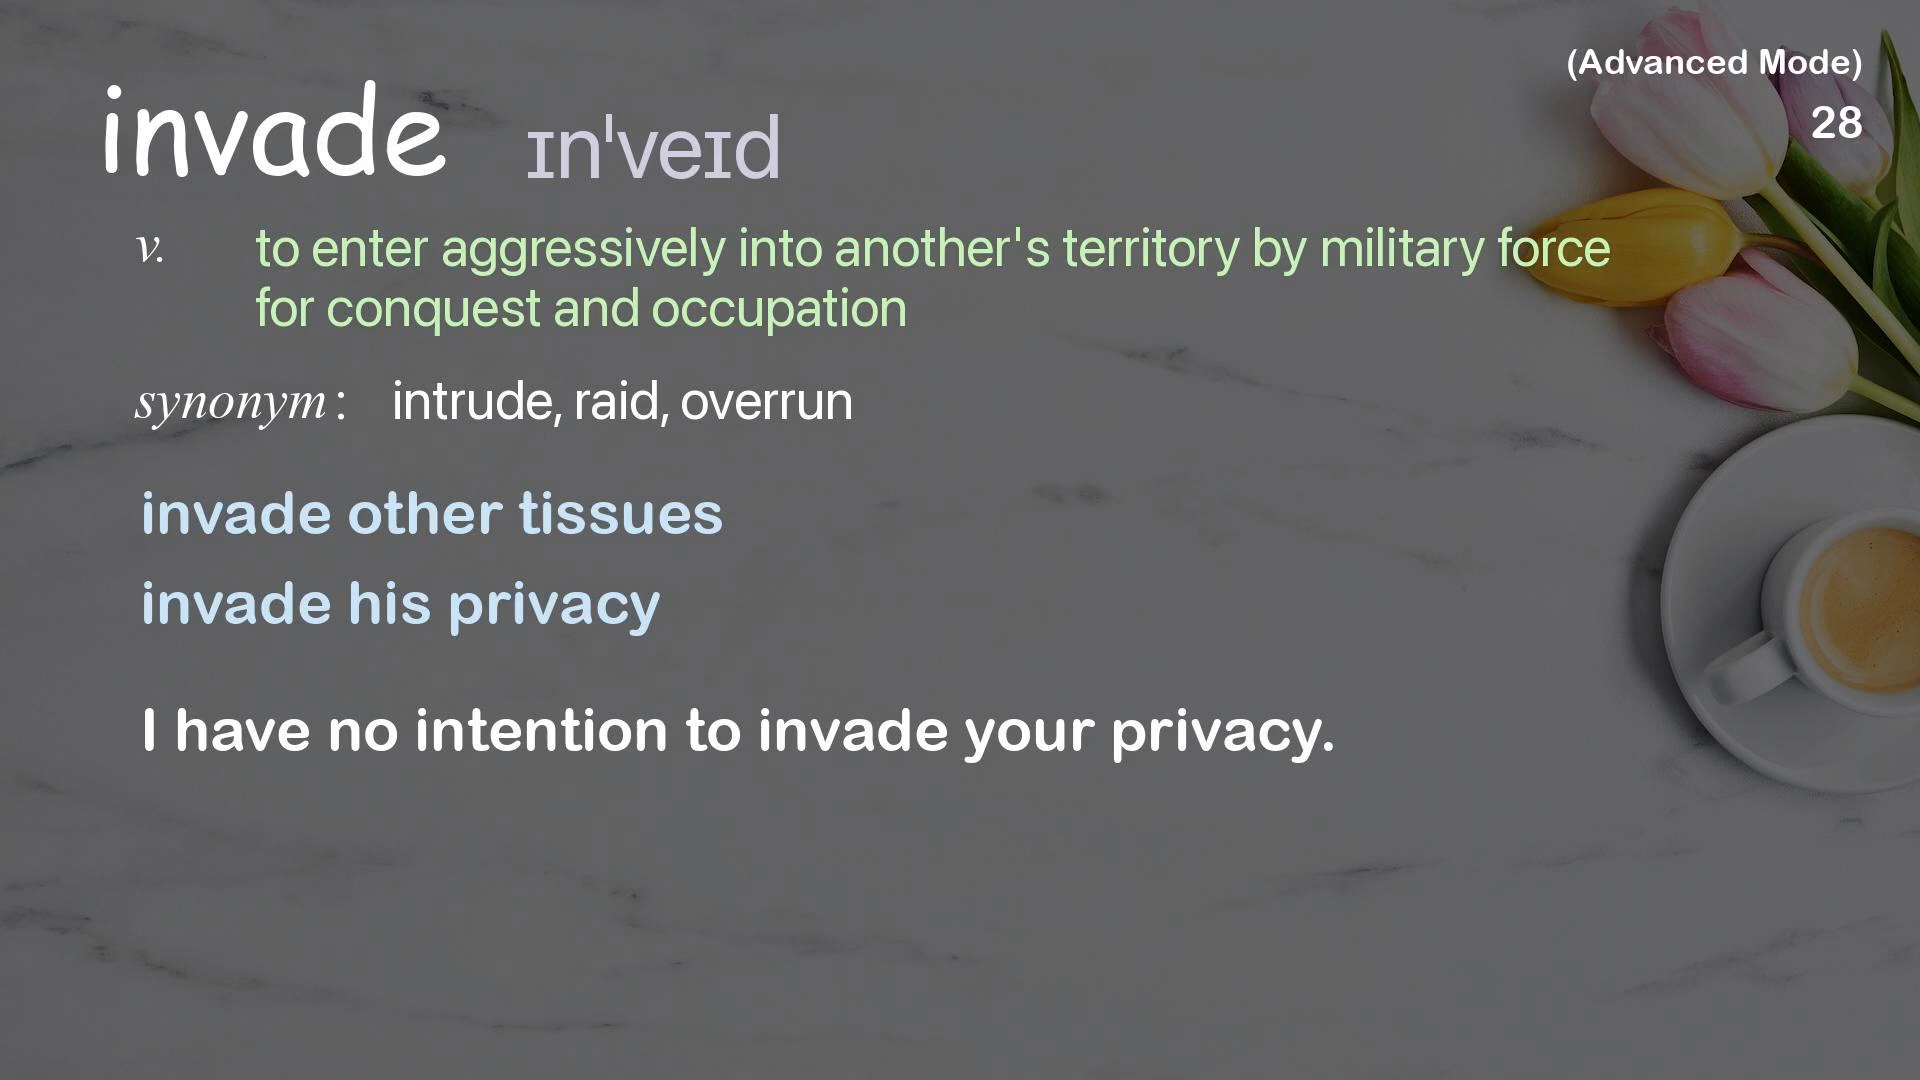 (Advanced Mode)
28
invade ɪnˈveɪd
v. to enter aggressively into another's territory by military force
for conquest and occupation
synonym: intrude, raid, overrun
invade other tissues
invade his privacy
I have no intention to invade your privacy.